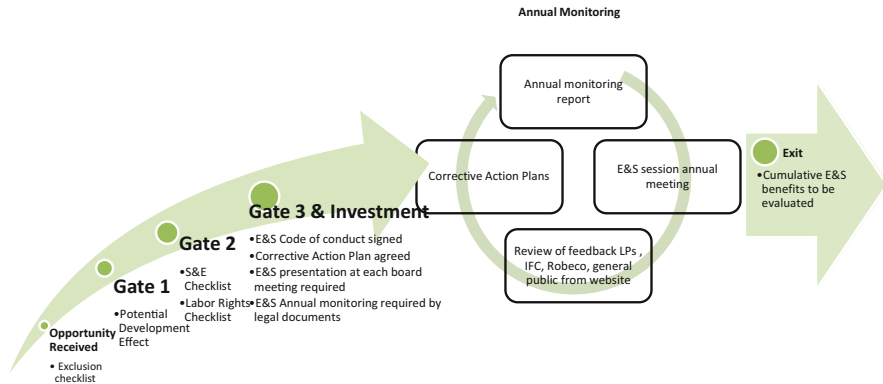 Annual Monitoring
Opportunity
Received
• Exclusion
checklist
Gate 1
•Potential
Development
Effect
Gate 2
•S&E
Checklist
•Labor Rights
Checklist
Gate 3 & Investment
•E&S Code of conduct signed
•Corrective Action Plan agreed
•E&S presentation at each board
meeting required
•E&S Annual monitoring required by
legal documents
Annual monitoring
report
E&S session annual
meeting
Review of feedback LPs ,
IFC, Robeco, general
public from website
Corrective Action Plans
Exit
•Cumulative E&S
benefits to be
evaluated